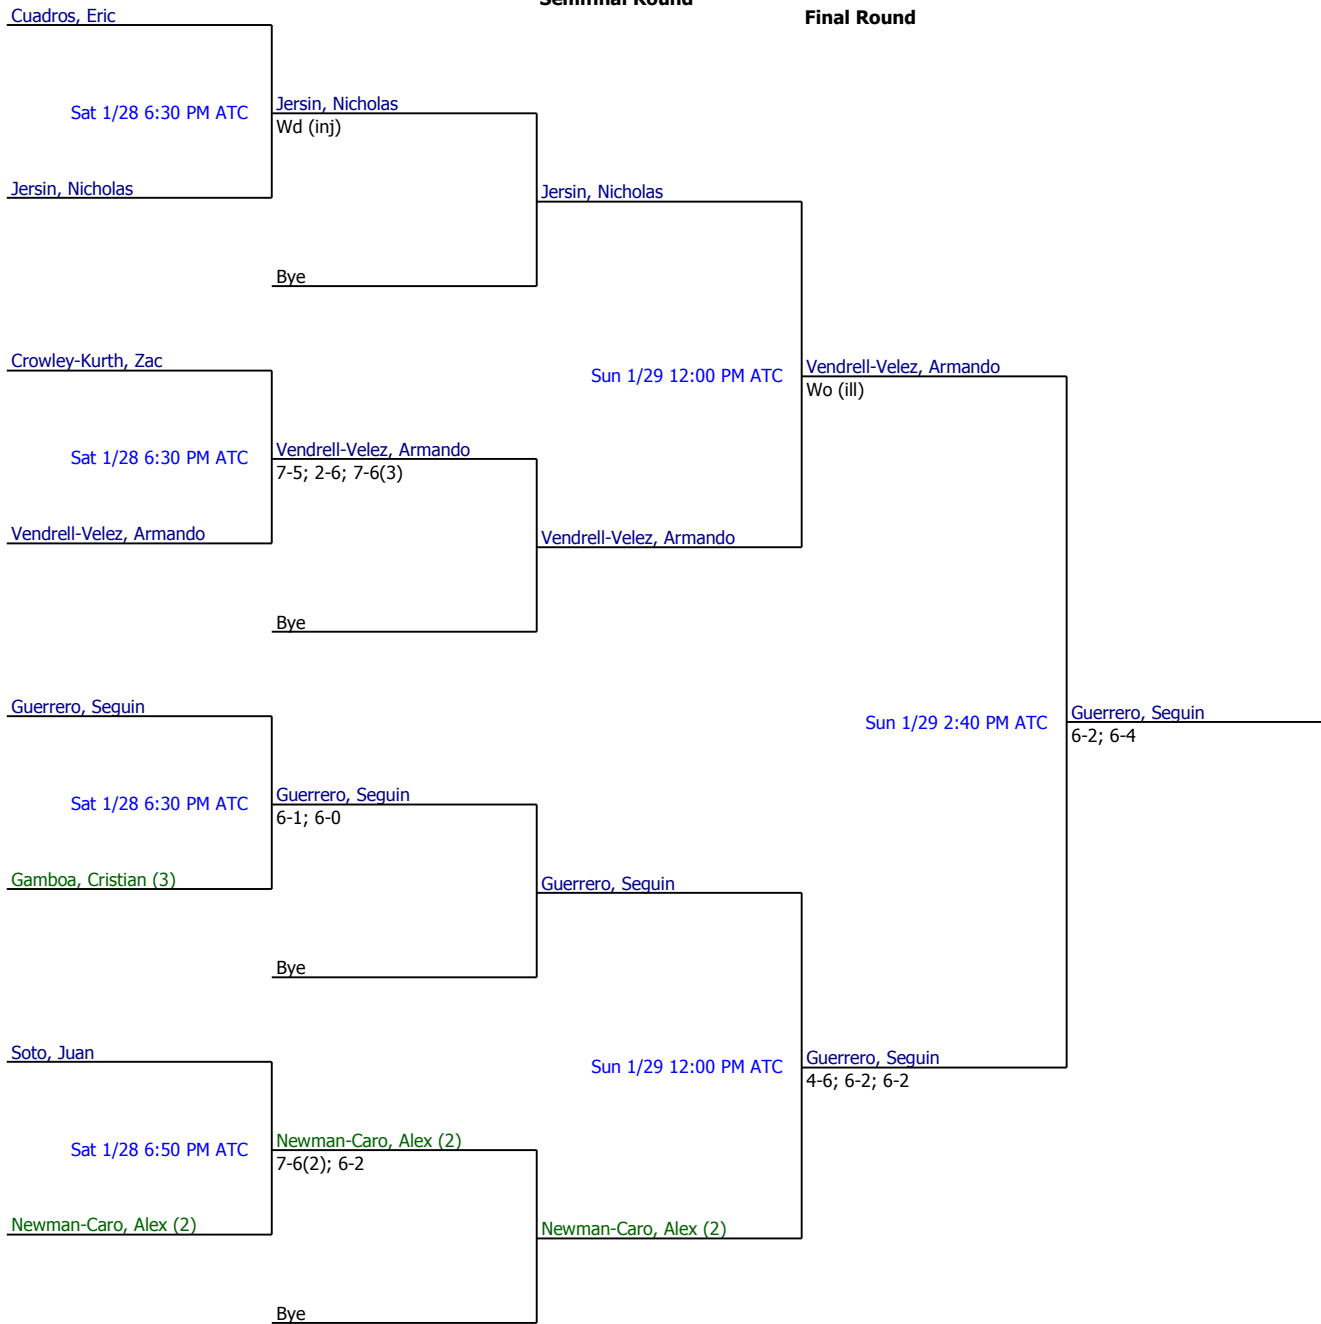 Semifinal Round
Final Round
Cuadros, Eric
Sat 1/28 6:30 PM ATC
Jersin, Nicholas
Wd (inj)
Jersin, Nicholas
Jersin, Nicholas
Bye
Crowley-Kurth, Zac
Sun 1/29 12:00 PM ATC
Vendrell-Velez, Armando
Wo (ill)
Sat 1/28 6:30 PM ATC
Vendrell-Velez, Armando
7-5; 2-6; 7-6(3)
Vendrell-Velez, Armando
Vendrell-Velez, Armando
Bye
Guerrero, Seguin
Sun 1/29 2:40 PM ATC
Guerrero, Seguin
6-2; 6-4
Sat 1/28 6:30 PM ATC
Guerrero, Seguin
6-1; 6-0
Gamboa, Cristian (3)
Guerrero, Seguin
Bye
Soto, Juan
Sun 1/29 12:00 PM ATC
Guerrero, Seguin
4-6; 6-2; 6-2
Sat 1/28 6:50 PM ATC
Newman-Caro, Alex (2)
7-6(2); 6-2
Newman-Caro, Alex (2)
Newman-Caro, Alex (2)
Bye